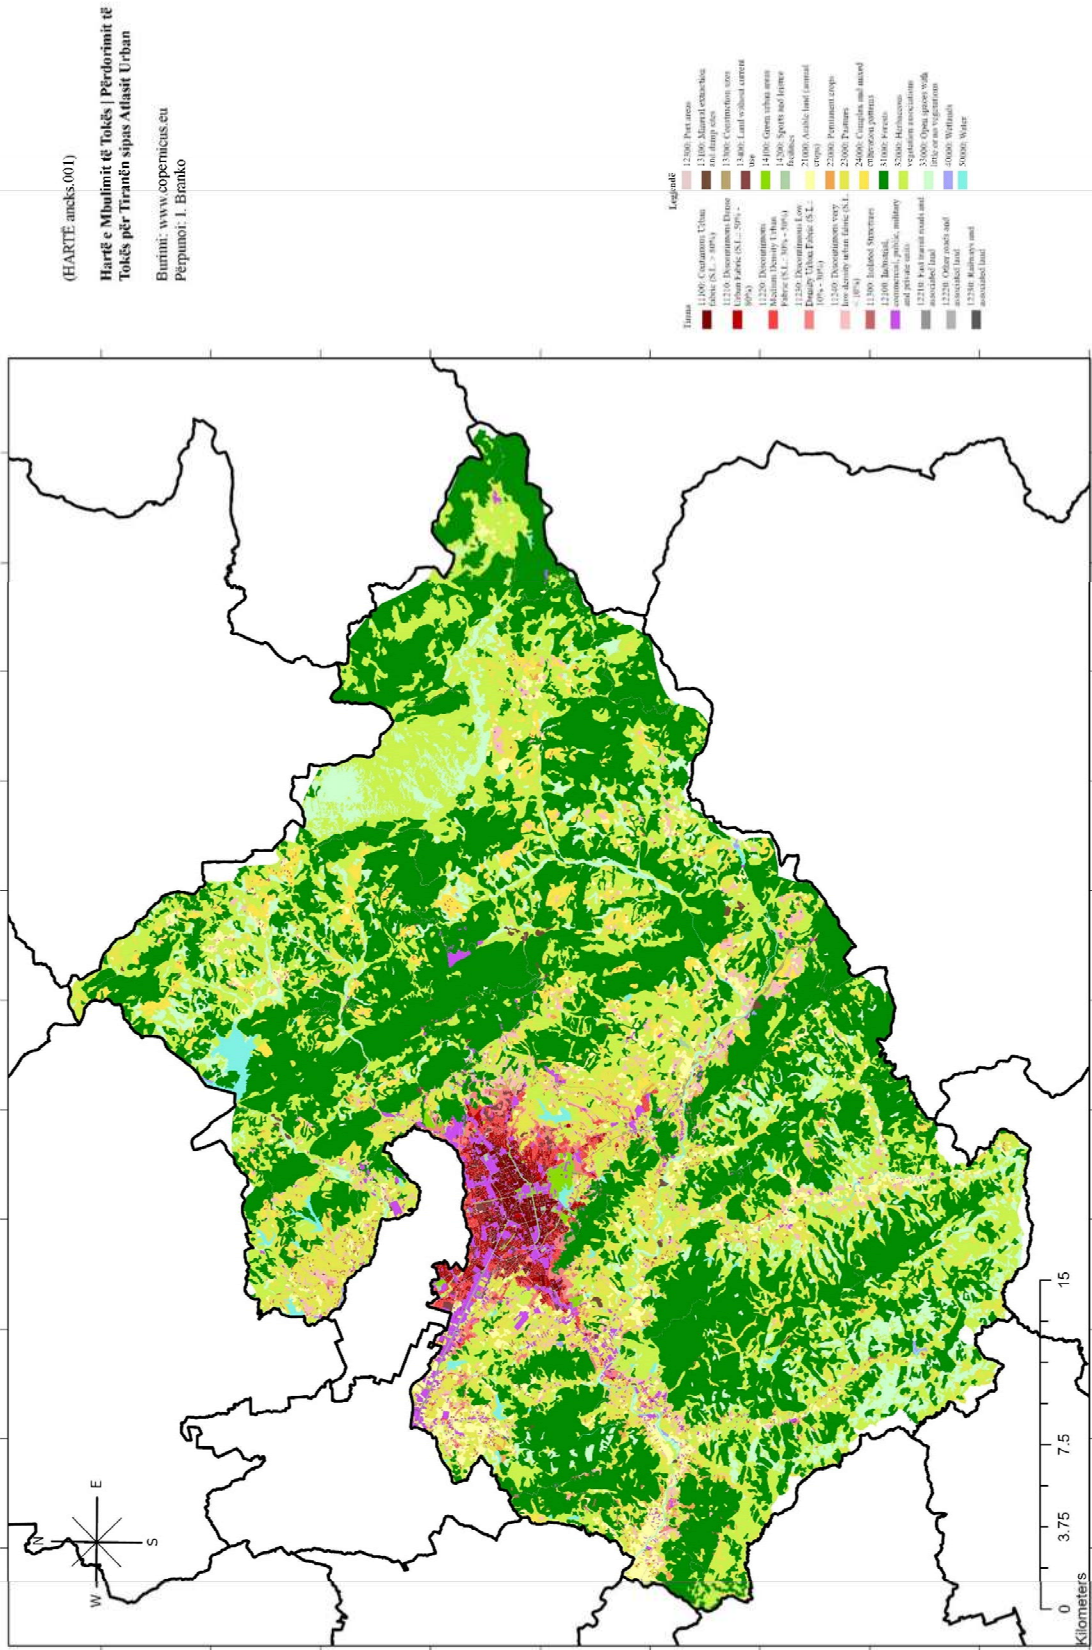 (HARTË aneks.001)
Hartë e Mbulimit të Tokës | Përdorimit të
Tokës për Tiranën sipas Atlasit Urban
Burimi: www.copernicus.eu
Përpunoi: I. Branko
N
W
E
S
Legjendë
Tirana
11100: Continuous Urban
fabric (S.L. > 80%)
11210: Discontinuous Dense
Urban Fabric (S.L.: 50% -
80%)
11220: Discontinuous
Medium Density Urban
Fabric (S.L.: 30% - 50%)
11230: Discontinuous Low
Density Urban Fabric (S.L.:
10% - 30%)
11240: Discontinuous very
low density urban fabric (S.L.
< 10%)
11300: Isolated Structures
12100: Industrial,
commercial, public, military
and private units
12210: Fast transit roads and
associated land
12220: Other roads and
associated land
12230: Railways and
associated land
12300: Port areas
13100: Mineral extraction
and dump sites
13300: Construction sites
13400: Land without current
use
14100: Green urban areas
14200: Sports and leisure
facilities
21000: Arable land (annual
crops)
22000: Permanent crops
23000: Pastures
24000: Complex and mixed
cultivation patterns
31000: Forests
32000: Herbaceous
vegetation associations
33000: Open spaces with
little or no vegetations
40000: Wetlands
50000: Water
0 3.75 7.5 15
Kilometers